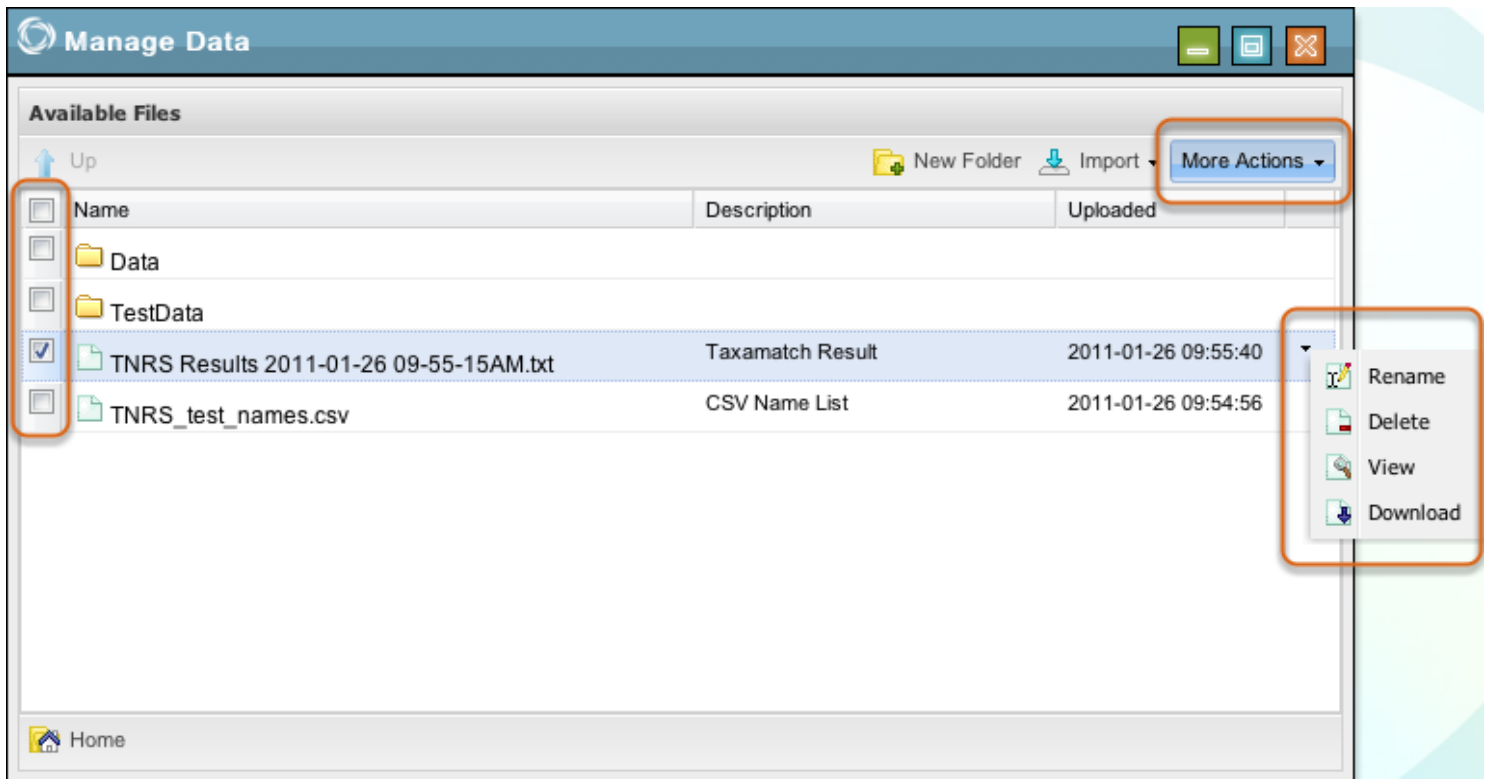 Manage Data
Available Files
Up New Folder Import More Actions
Name Description Uploaded
Data
TestData
TNRS Results 2011-01-26 09-55-15AM.txt Taxamatch Result 2011-01-26 09:55:40
Rename
TNRS_test_names.csv CSV Name List 2011-01-26 09:54:56
Delete
View
Download
Home